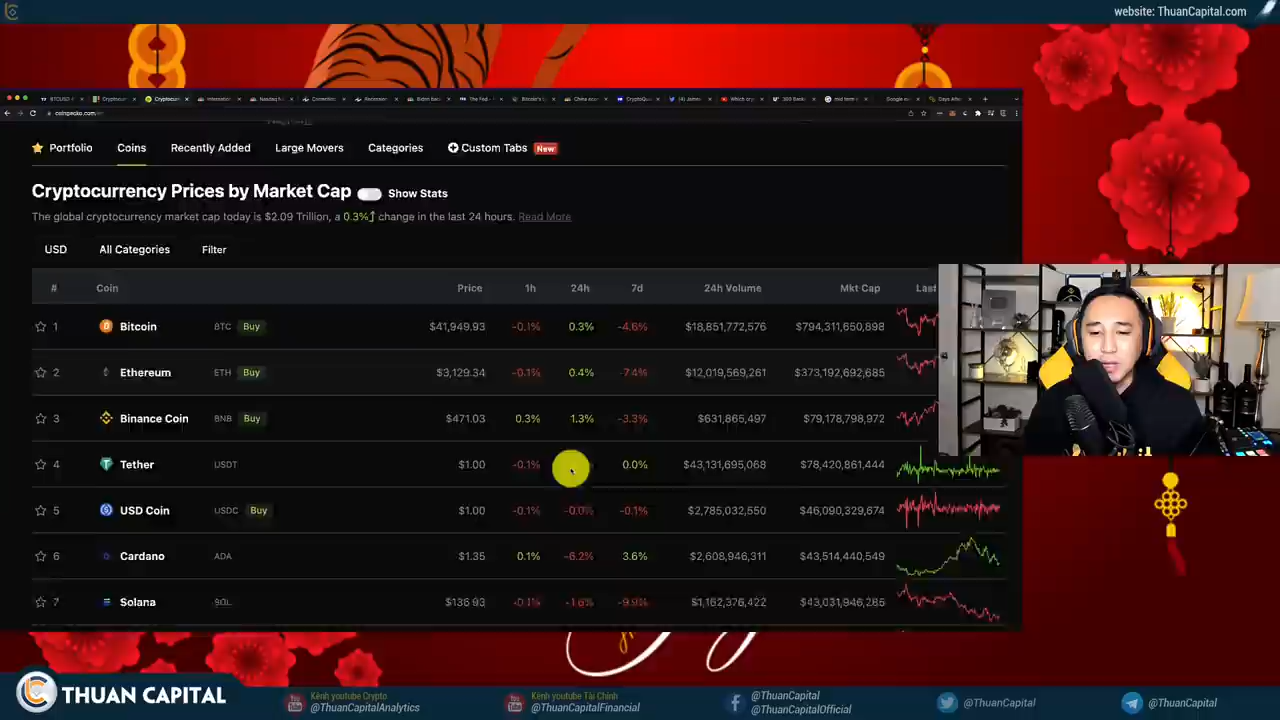 website: ThuanCapital.com
coingecko.com
Portfolio Coins Recently Added Large Movers Categories Custom Tabs New
Cryptocurrency Prices by Market Cap Show Stats
The global cryptocurrency market cap today is $2.09 Trillion, a 0.3% change in the last 24 hours. Read More
USD All Categories Filter
# Coin Price 1h 24h 7d 24h Volume Mkt Cap Last
1 Bitcoin BTC Buy $41,949.93 -0.1% 0.3% -4.6% $18,851,772,576 $794,311,650,898
2 Ethereum ETH Buy $3,129.34 -0.1% 0.4% -7.4% $12,019,569,261 $373,192,692,685
3 Binance Coin BNB Buy $471.03 0.3% 1.3% -3.3% $631,865,497 $79,178,798,972
4 Tether USDT $1.00 -0.1% 0.0% $43,131,695,068 $78,420,861,444
5 USD Coin USDC Buy $1.00 -0.1% -0.0% -0.1% $2,785,032,550 $46,090,329,674
6 Cardano ADA $1.35 0.1% -6.2% 3.6% $2,608,946,311 $43,514,440,549
7 Solana SOL $136.93 -0.1% -1.6% -9.9% $1,162,376,422 $43,031,946,286
THUAN CAPITAL
Kênh youtube Crypto
@ThuanCapitalAnalytics
Kênh youtube Tài Chính
@ThuanCapitalFinancial
@ThuanCapital
@ThuanCapitalOfficial
@ThuanCapital
@ThuanCapital